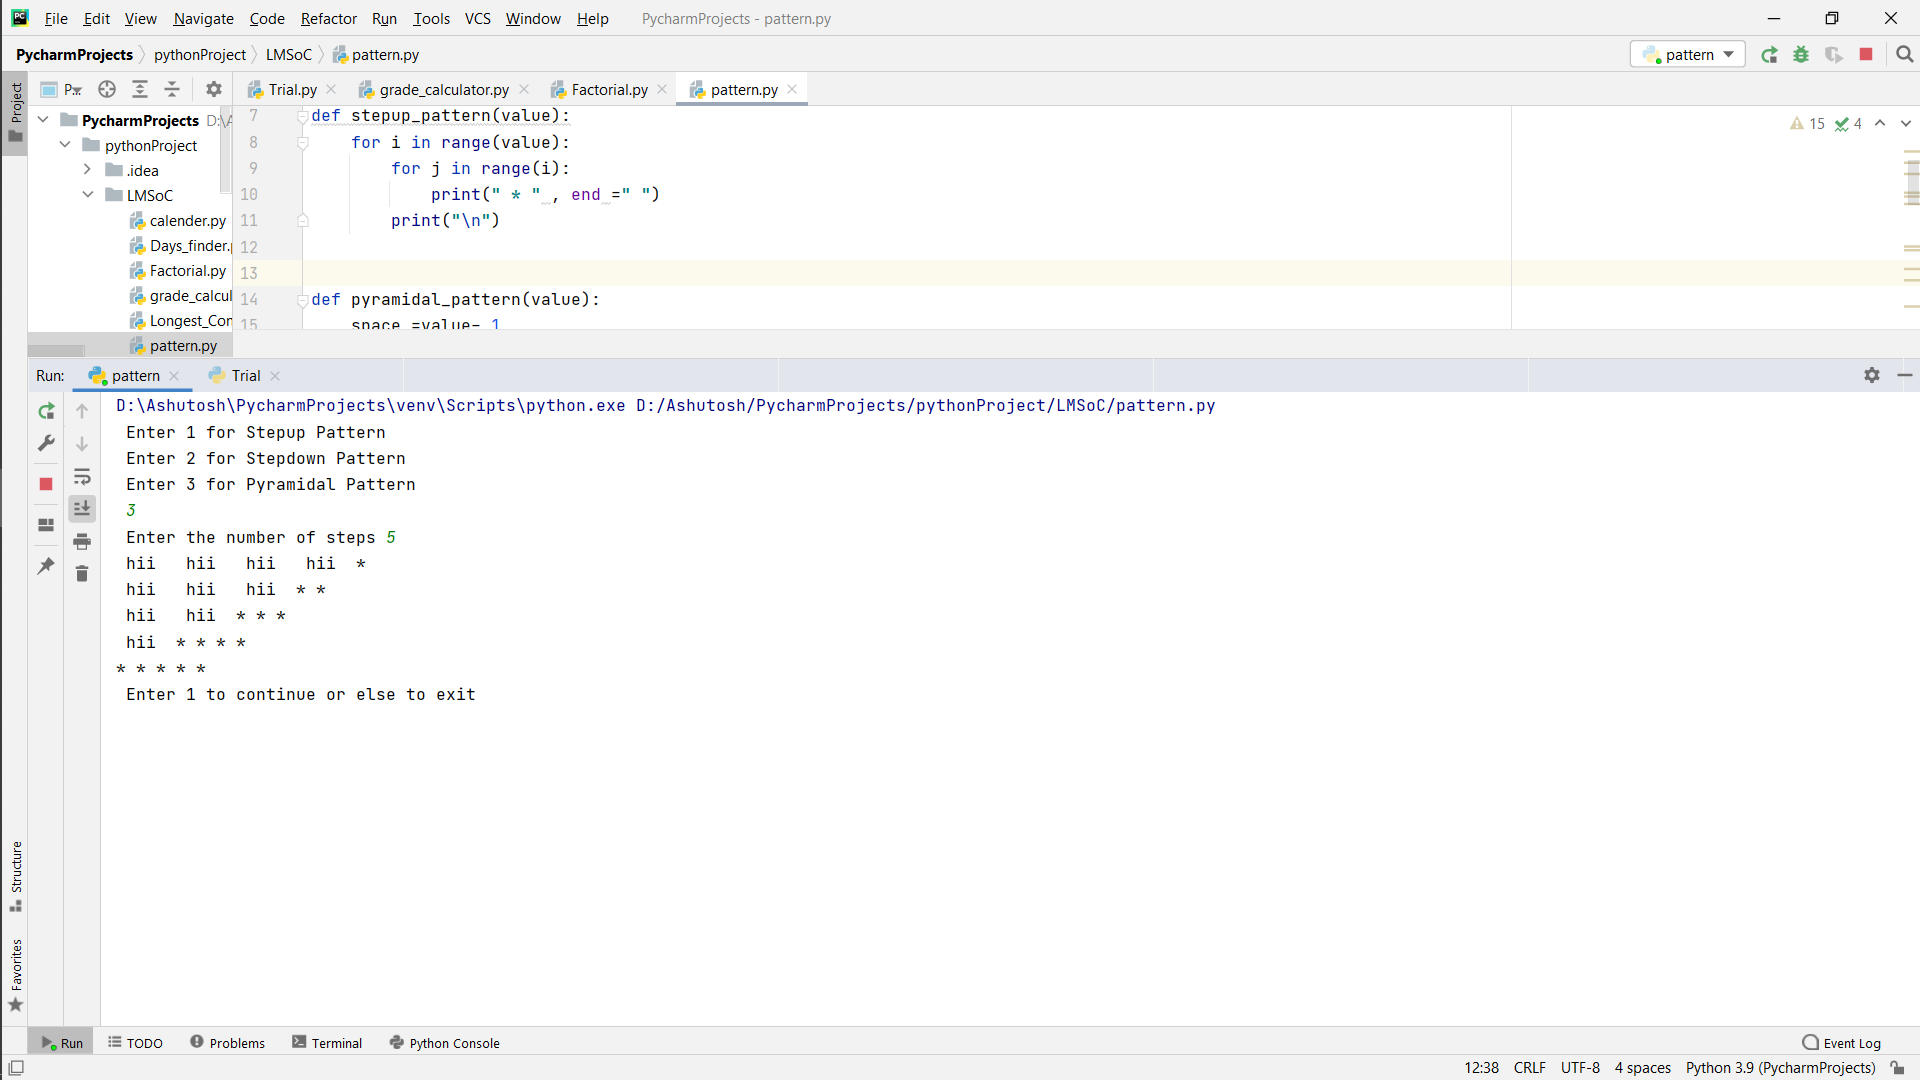 File Edit View Navigate Code Refactor Run Tools VCS Window Help PycharmProjects - pattern.py
PycharmProjects pythonProject LMSoC pattern.py pattern
Project
P... Trial.py grade_calculator.py Factorial.py pattern.py
PycharmProjects D:\A
pythonProject
.idea
LMSoC
calender.py
Days_finder.
Factorial.py
grade_calcul
Longest_Con
pattern.py
15 4
7 def stepup_pattern(value):
8 for i in range(value):
9 for j in range(i):
10 print(" * " , end =" ")
11 print("\n")
12
13
14 def pyramidal_pattern(value):
15 space =value- 1
Run: pattern Trial
D:\Ashutosh\PycharmProjects\venv\Scripts\python.exe D:/Ashutosh/PycharmProjects/pythonProject/LMSoC/pattern.py
Enter 1 for Stepup Pattern
Enter 2 for Stepdown Pattern
Enter 3 for Pyramidal Pattern
3
Enter the number of steps 5
hii hii hii hii *
hii hii hii * *
hii hii * * *
hii * * * *
* * * * *
Enter 1 to continue or else to exit
Structure
Favorites
Run TODO Problems Terminal Python Console Event Log
12:38 CRLF UTF-8 4 spaces Python 3.9 (PycharmProjects)